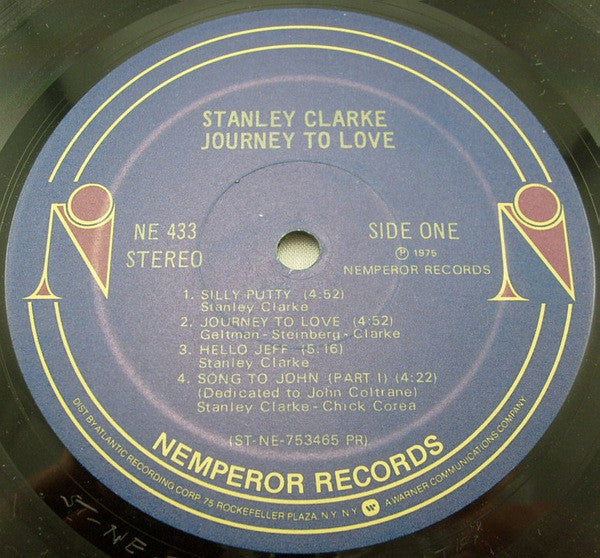 STANLEY CLARKE
JOURNEY TO LOVE
NE 433
STEREO
SIDE ONE
Ⓟ 1975
NEMPEROR RECORDS
1. SILLY PUTTY (4:52)
Stanley Clarke
2. JOURNEY TO LOVE (4:52)
Geltman-Steinberg-Clarke
3. HELLO JEFF (5:16)
Stanley Clarke
4. SONG TO JOHN (PART I) (4:22)
(Dedicated to John Coltrane)
Stanley Clarke-Chick Corea
(ST-NE-753465 PR)
NEMPEROR RECORDS
DIST BY ATLANTIC RECORDING CORP. 75 ROCKEFELLER PLAZA, N.Y. N.Y. A WARNER COMMUNICATIONS COMPANY
ST-NE